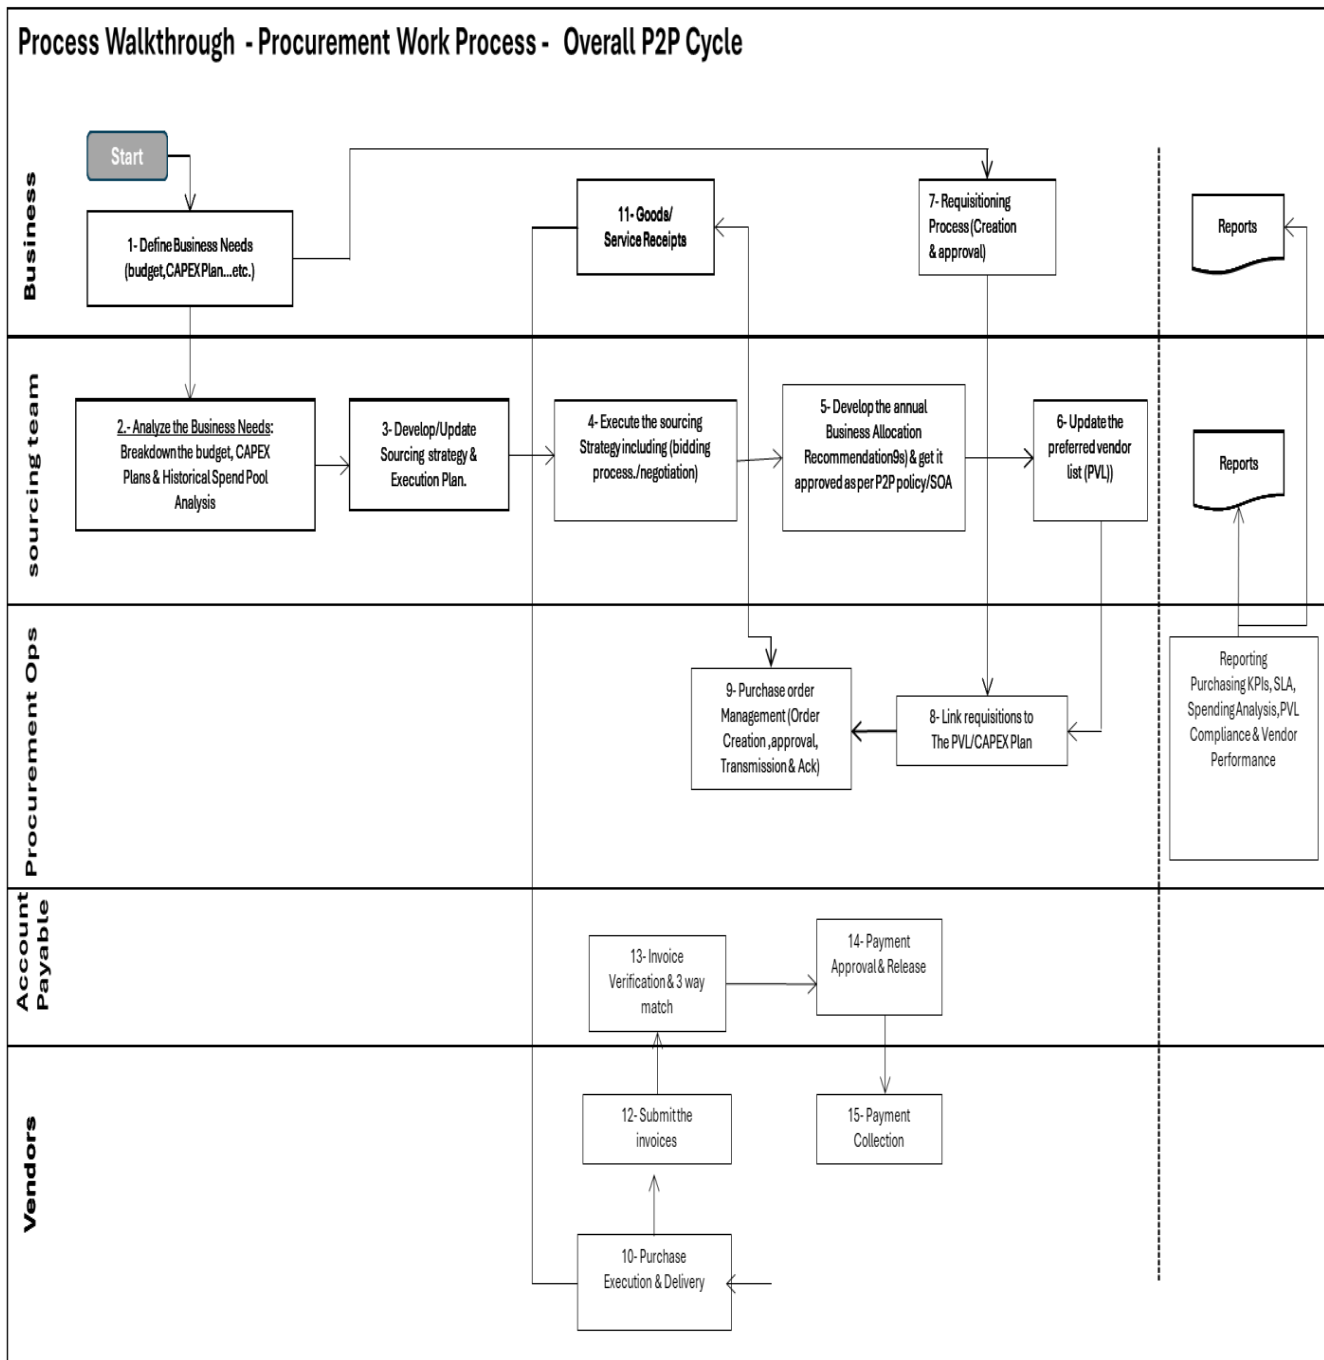 Process Walkthrough - Procurement Work Process - Overall P2P Cycle
Business
Start
1- Define Business Needs
(budget, CAPEX Plan...etc.)
11- Goods/
Service Receipts
7- Requisitioning
Process (Creation
& approval)
Reports
sourcing team
2.- Analyze the Business Needs:
Breakdown the budget, CAPEX
Plans & Historical Spend Pool
Analysis
3- Develop/Update
Sourcing strategy &
Execution Plan.
4- Execute the sourcing
Strategy including (bidding
process./negotiation)
5- Develop the annual
Business Allocation
Recommendation9s) & get it
approved as per P2P policy/SOA
6- Update the
preferred vendor
list (PVL))
Reports
Procurement Ops
9- Purchase order
Management (Order
Creation ,approval,
Transmission & Ack)
8- Link requisitions to
The PVL/CAPEX Plan
Reporting
Purchasing KPIs, SLA,
Spending Analysis, PVL
Compliance & Vendor
Performance
Account
Payable
13- Invoice
Verification & 3 way
match
14- Payment
Approval & Release
Vendors
12- Submit the
invoices
15- Payment
Collection
10- Purchase
Execution & Delivery